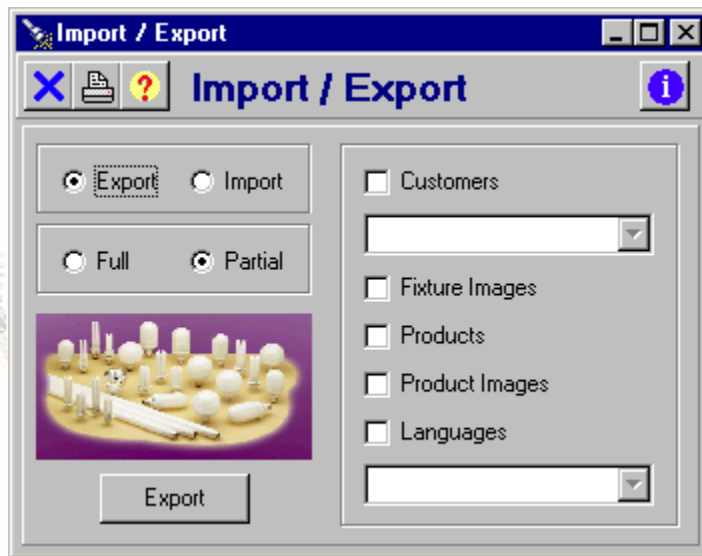 Import / Export
Import / Export
Export Import
Full Partial
Export
Customers
Fixture Images
Products
Product Images
Languages